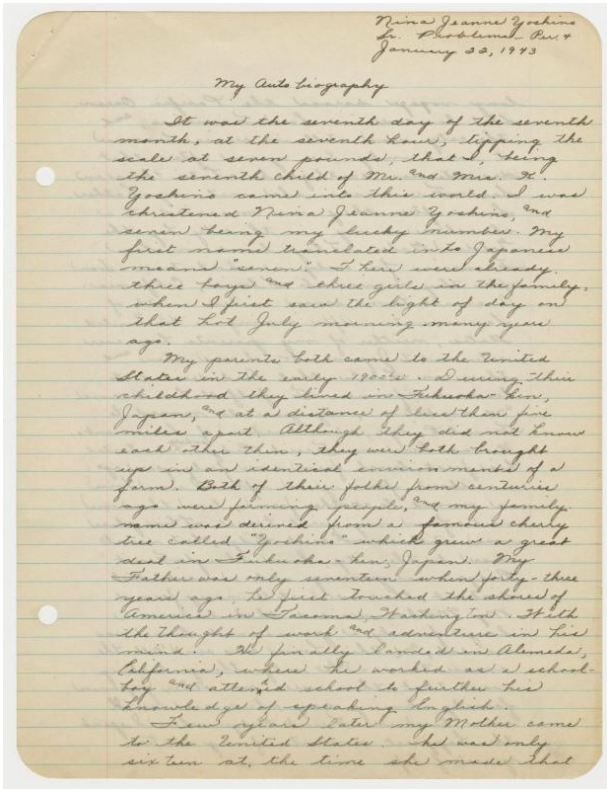 Nina Jeanne Yoshino
Sr. Problems - Per. 4
January 22, 1943
My Autobiography
It was the seventh day of the seventh
month, at the seventh hour, tipping the
scale at seven pounds, that I, being
the seventh child of Mr. and Mrs. K.
Yoshino came into this world. I was
christened Nina Jeanne Yoshino, and
seven being my lucky number. My
first name translated in to Japanese
means "seven". There were already
three boys and three girls in the family,
when I first saw the light of day on
that hot July morning many years
ago.
My parents both came to the United
States in the early 1900's. During their
childhood they lived in Fukuoka-ken,
Japan, and at a distance of less than five
miles apart. Although they did not know
each other then, they were both brought
up in an identical environments of a
farm. Both of their folks from centuries
ago were farming people, and my family
name was derived from a famous cherry
tree called "Yoshino" which grew a great
deal in Fukuoka-ken, Japan. My
Father was only seventeen when forty-three
years ago, he first touched the shores of
America in Tacoma, Washington. With
the thought of work and adventure in his
mind. He finally landed in Alameda,
California, where he worked as a school-
boy and attend school to further his
knowledge of speaking English.
Few years later my Mother came
to the United States. She was only
sixteen at, the time she made that